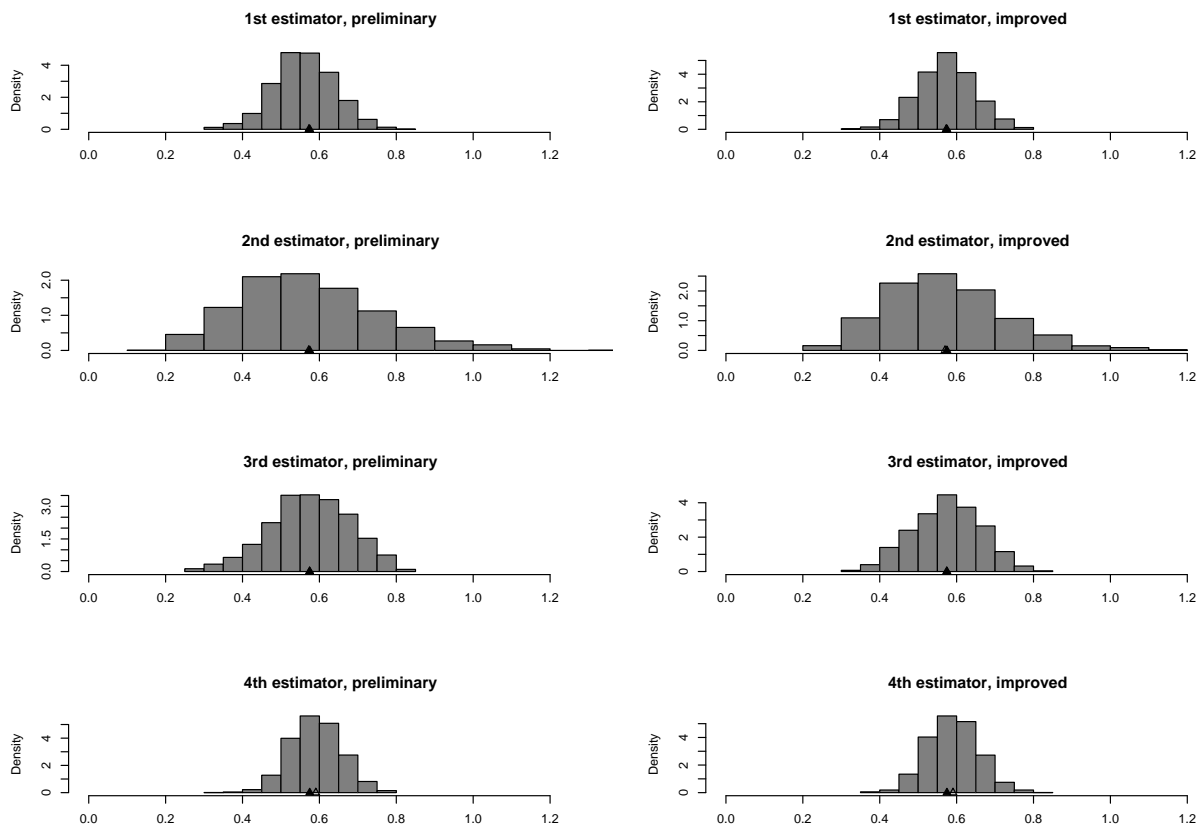 1st estimator, preliminary
Density
4
2
0
0.0 0.2 0.4 0.6 0.8 1.0 1.2
1st estimator, improved
Density
4
2
0
0.0 0.2 0.4 0.6 0.8 1.0 1.2
2nd estimator, preliminary
Density
2.0
1.0
0.0
0.0 0.2 0.4 0.6 0.8 1.0 1.2
2nd estimator, improved
Density
2.0
1.0
0.0
0.0 0.2 0.4 0.6 0.8 1.0 1.2
3rd estimator, preliminary
Density
3.0
1.5
0.0
0.0 0.2 0.4 0.6 0.8 1.0 1.2
3rd estimator, improved
Density
4
2
0
0.0 0.2 0.4 0.6 0.8 1.0 1.2
4th estimator, preliminary
Density
4
2
0
0.0 0.2 0.4 0.6 0.8 1.0 1.2
4th estimator, improved
Density
4
2
0
0.0 0.2 0.4 0.6 0.8 1.0 1.2